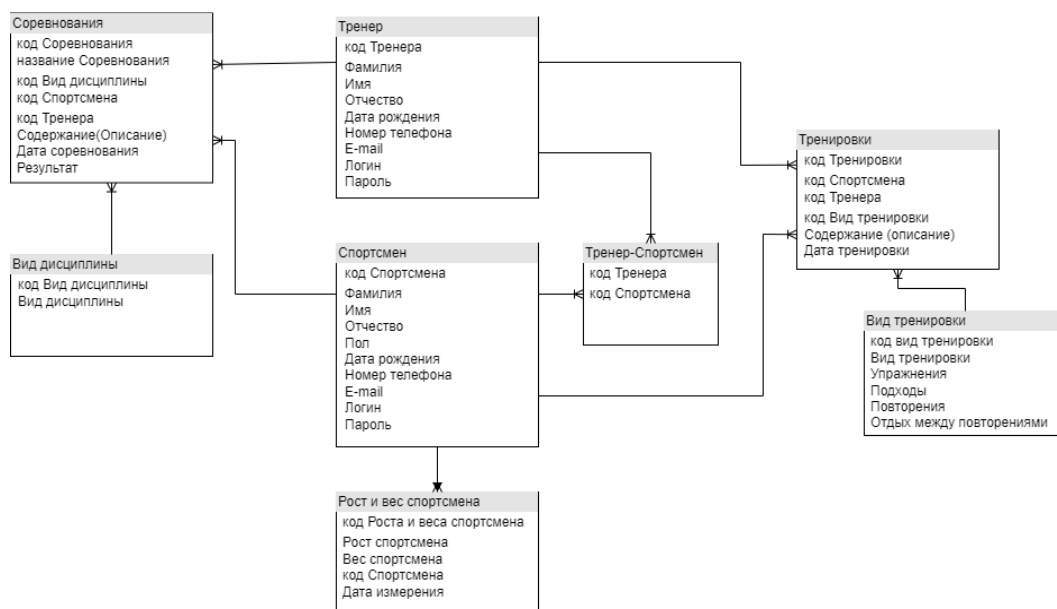 Соревнования
код Соревнования
название Соревнования
код Вид дисциплины
код Спортсмена
код Тренера
Содержание(Описание)
Дата соревнования
Результат
Тренер
код Тренера
Фамилия
Имя
Отчество
Дата рождения
Номер телефона
E-mail
Логин
Пароль
Тренировки
код Тренировки
код Спортсмена
код Тренера
код Вид тренировки
Содержание (описание)
Дата тренировки
Вид дисциплины
код Вид дисциплины
Вид дисциплины
Спортсмен
код Спортсмена
Фамилия
Имя
Отчество
Пол
Дата рождения
Номер телефона
E-mail
Логин
Пароль
Тренер-Спортсмен
код Тренера
код Спортсмена
Вид тренировки
код вид тренировки
Вид тренировки
Упражнения
Подходы
Повторения
Отдых между повторениями
Рост и вес спортсмена
код Роста и веса спортсмена
Рост спортсмена
Вес спортсмена
код Спортсмена
Дата измерения